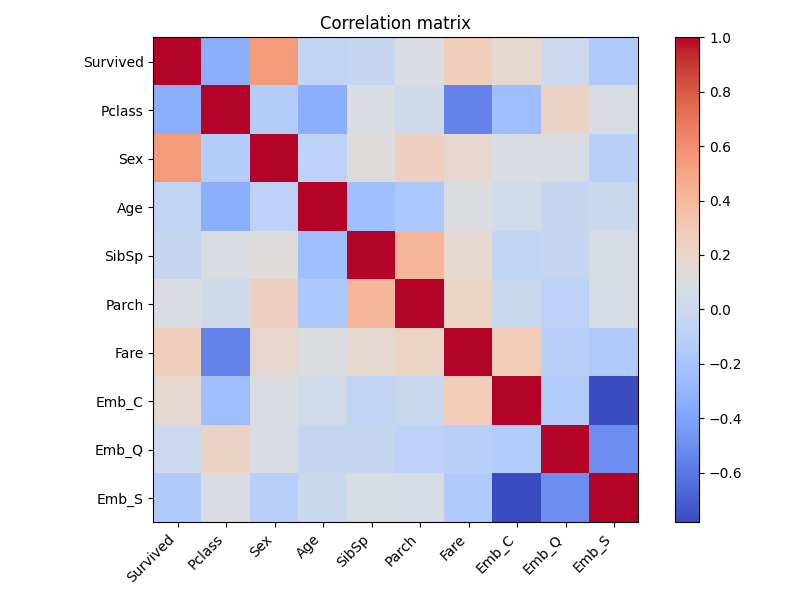 Correlation matrix
Survived
Pclass
Sex
Age
SibSp
Parch
Fare
Emb_C
Emb_Q
Emb_S
Survived
Pclass
Sex
Age
SibSp
Parch
Fare
Emb_C
Emb_Q
Emb_S
1.0
0.8
0.6
0.4
0.2
0.0
−0.2
−0.4
−0.6